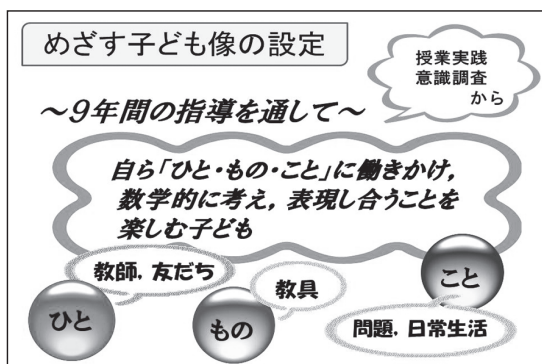 めざす子ども像の設定
授業実践
意識調査
から
～9年間の指導を通して～
自ら「ひと・もの・こと」に働きかけ，
数学的に考え，表現し合うことを
楽しむ子ども
教師，友だち
教具
こと
ひと
もの
問題，日常生活